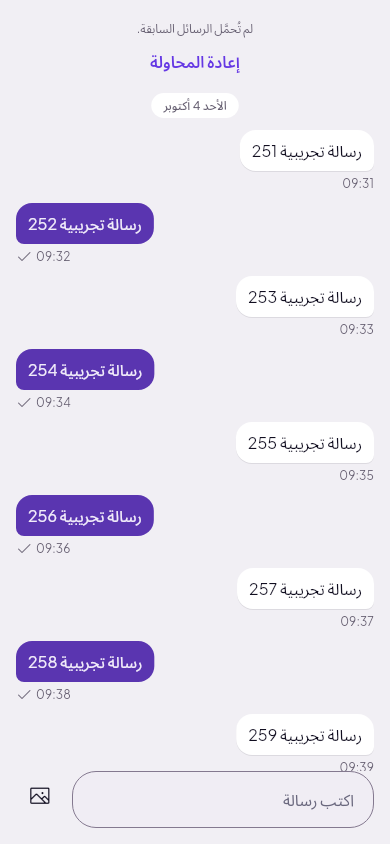 لم تُحمَّل الرسائل السابقة.
إعادة المحاولة
الأحد 4 أكتوبر
رسالة تجريبية 251
09:31
رسالة تجريبية 252
09:32
رسالة تجريبية 253
09:33
رسالة تجريبية 254
09:34
رسالة تجريبية 255
09:35
رسالة تجريبية 256
09:36
رسالة تجريبية 257
09:37
رسالة تجريبية 258
09:38
رسالة تجريبية 259
09:39
اكتب رسالة